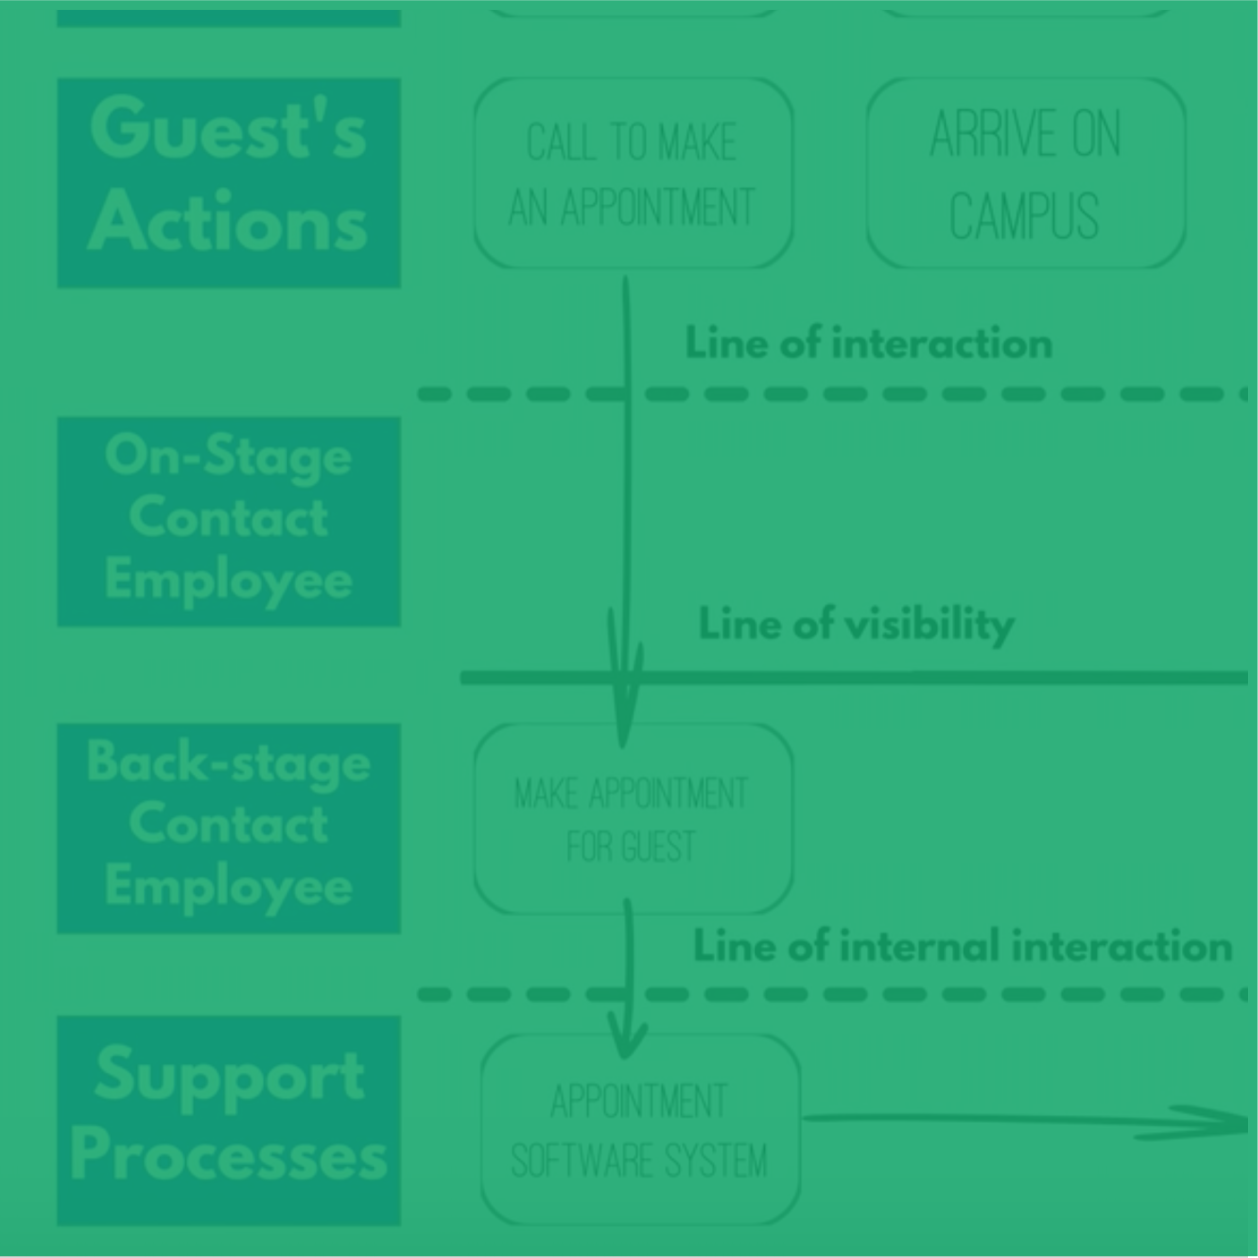 Guest's
Actions
CALL TO MAKE
AN APPOINTMENT
ARRIVE ON
CAMPUS
Line of interaction
On-Stage
Contact
Employee
Line of visibility
Back-stage
Contact
Employee
MAKE APPOINTMENT
FOR GUEST
Line of internal interaction
Support
Processes
APPOINTMENT
SOFTWARE SYSTEM